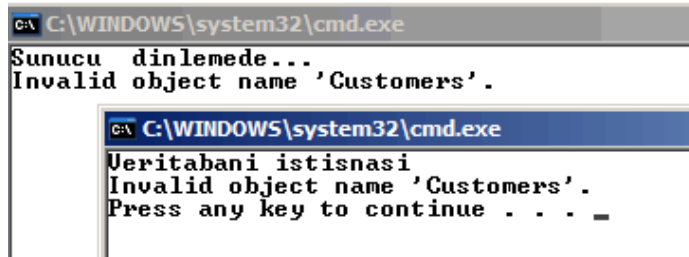 C:\WINDOWS\system32\cmd.exe
Sunucu  dinlemede...
Invalid object name 'Customers'.
C:\WINDOWS\system32\cmd.exe
Veritabani istisnasi
Invalid object name 'Customers'.
Press any key to continue . . . _